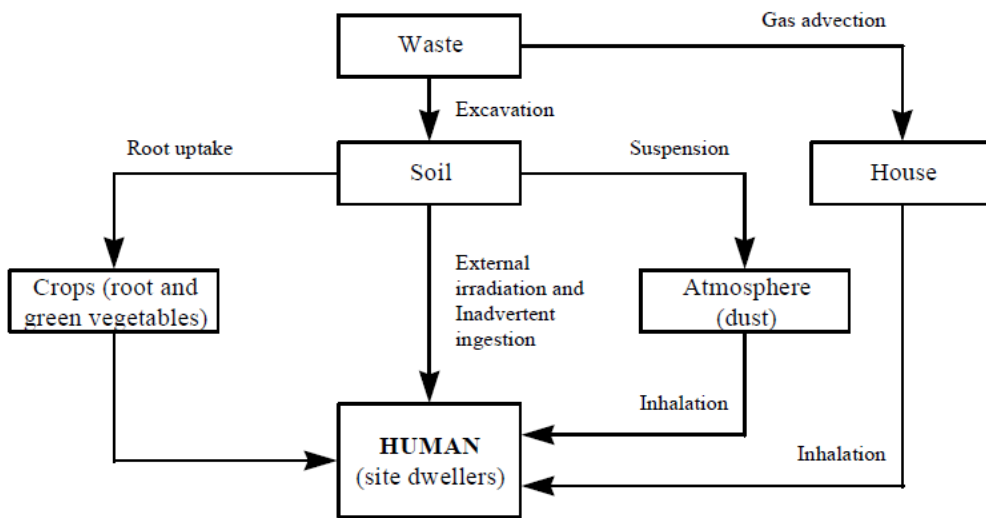 Gas advection
Waste
Excavation
Root uptake
Suspension
Soil
House
External
irradiation and
Inadvertent
ingestion
Crops (root and
green vegetables)
Atmosphere
(dust)
Inhalation
HUMAN
(site dwellers)
Inhalation